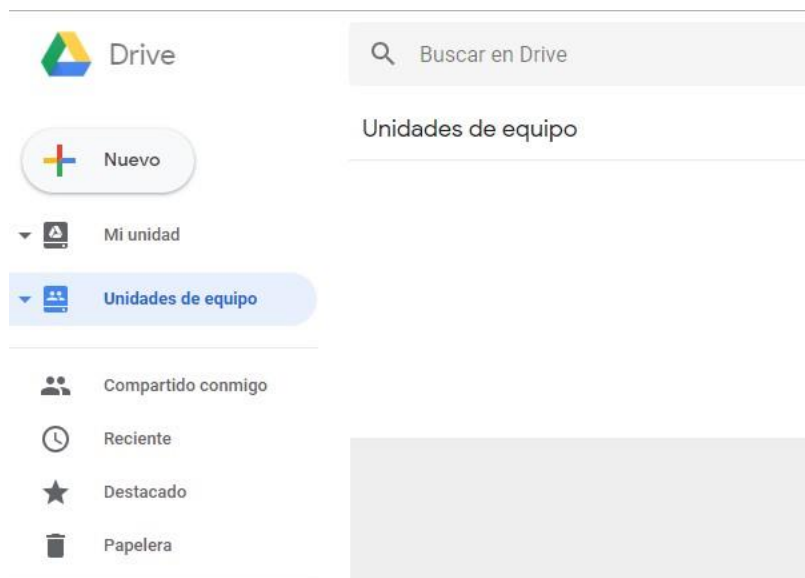 Drive
Buscar en Drive
Unidades de equipo
Nuevo
Mi unidad
Unidades de equipo
Compartido conmigo
Reciente
Destacado
Papelera